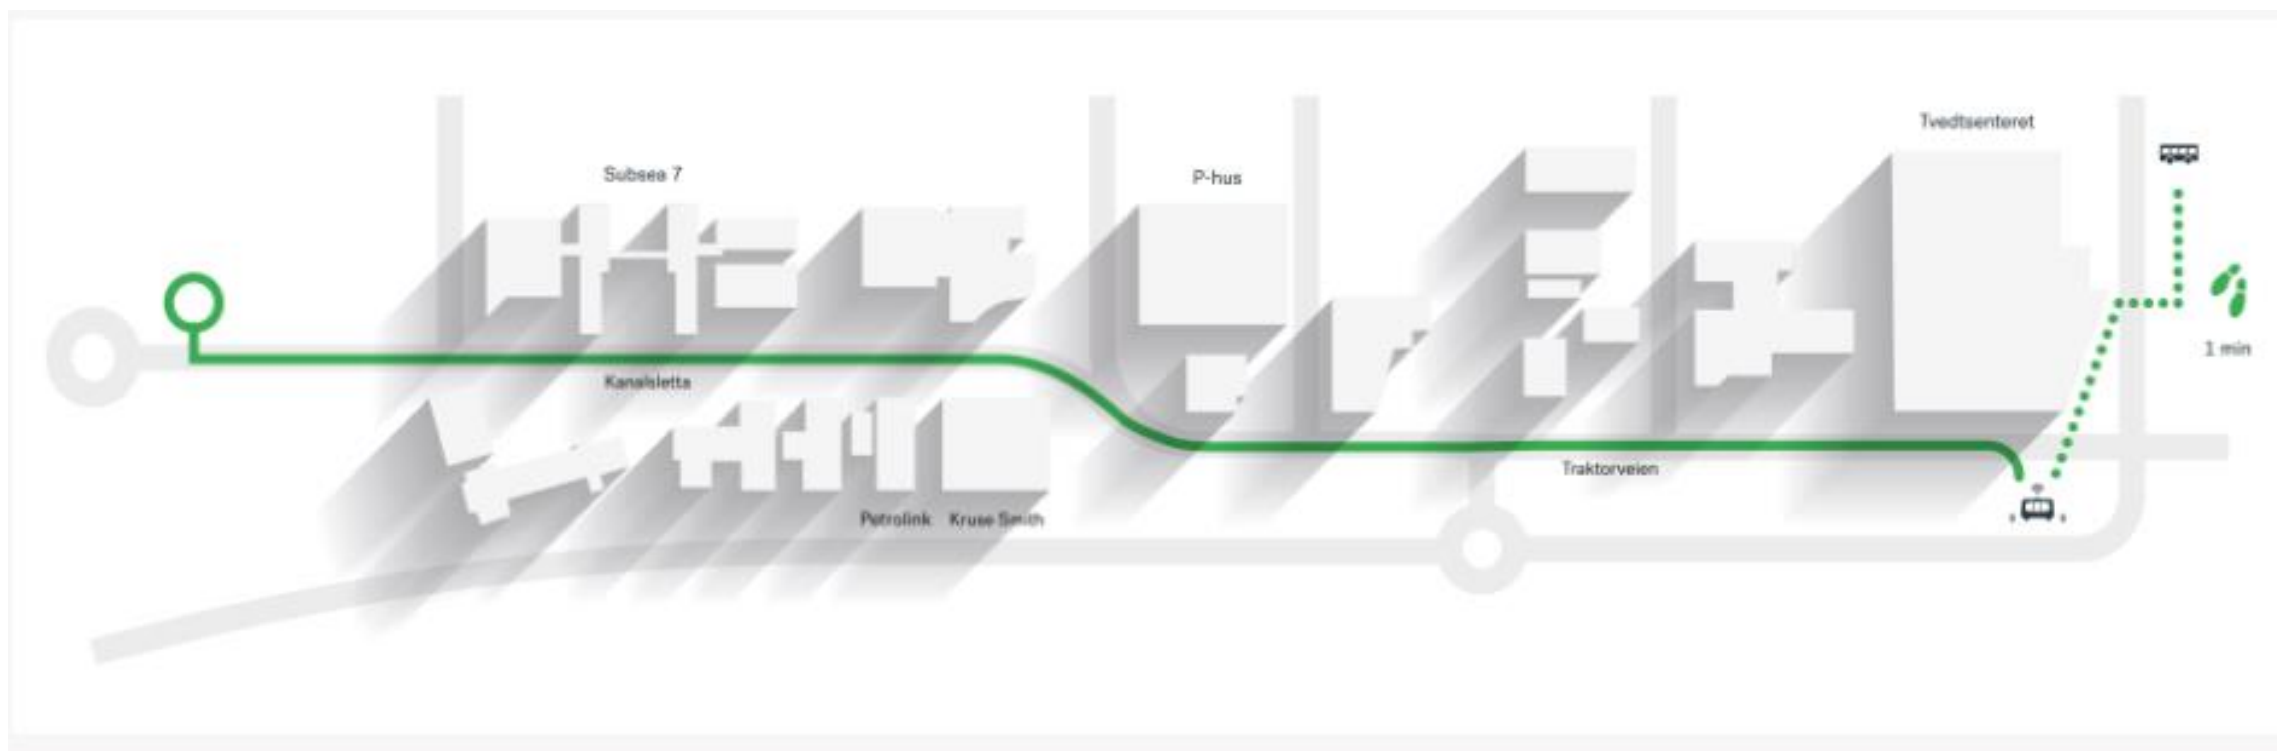 Tvedtsenteret
Subsea 7
P-hus
1 min
Kanalsletta
Traktorveien
Petrolink
Kruse Smith